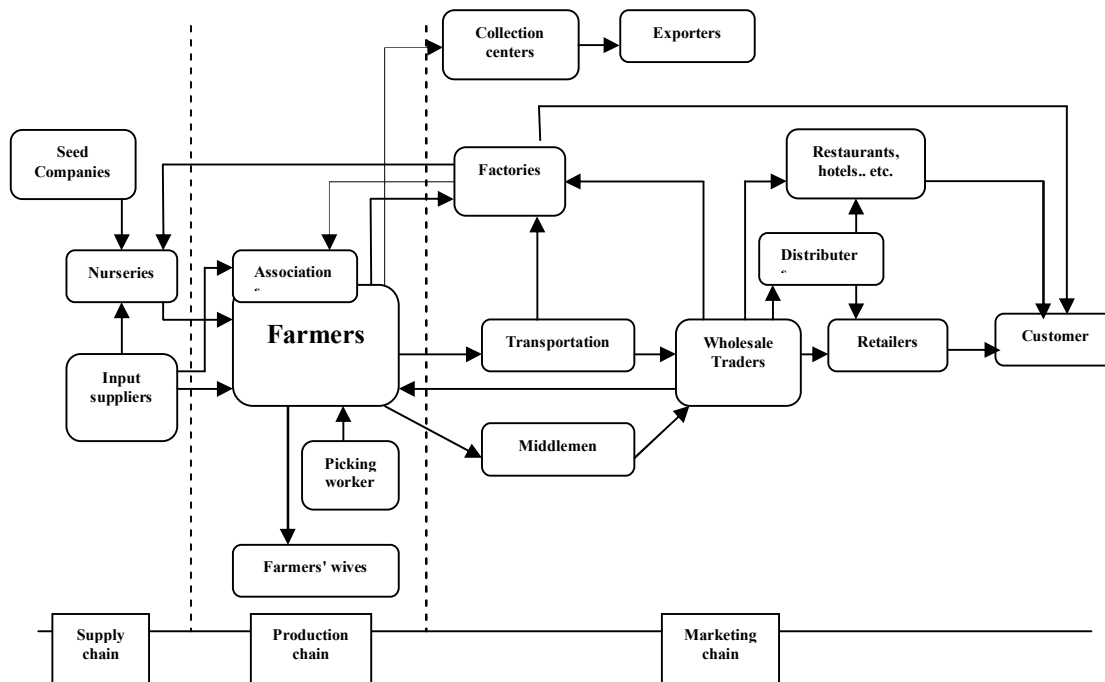 Collection
centers
Exporters
Seed
Companies
Factories
Restaurants,
hotels.. etc.
Nurseries
Association
Distributer
Farmers
Transportation
Wholesale
Traders
Retailers
Customer
Input
suppliers
Middlemen
Picking
worker
Farmers' wives
Supply
chain
Production
chain
Marketing
chain